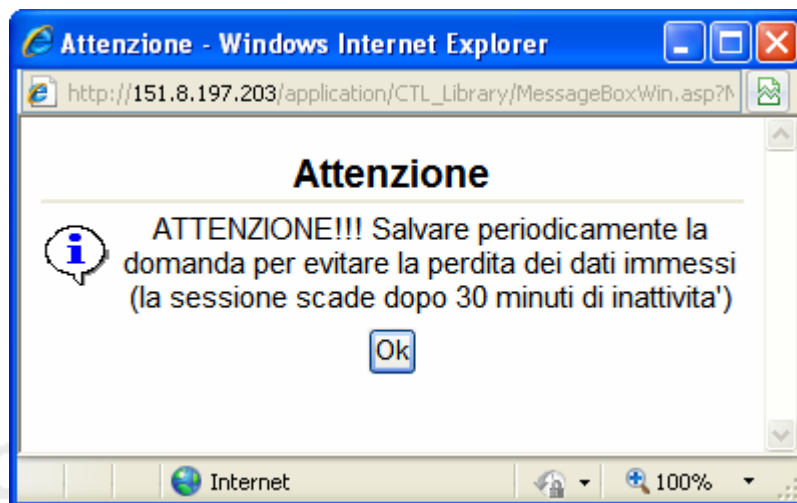 Attenzione - Windows Internet Explorer
http://151.8.197.203/application/CTL_Library/MessageBoxWin.asp?
Attenzione
ATTENZIONE!!! Salvare periodicamente la
domanda per evitare la perdita dei dati immessi
(la sessione scade dopo 30 minuti di inattivita')
Ok
Internet
100%